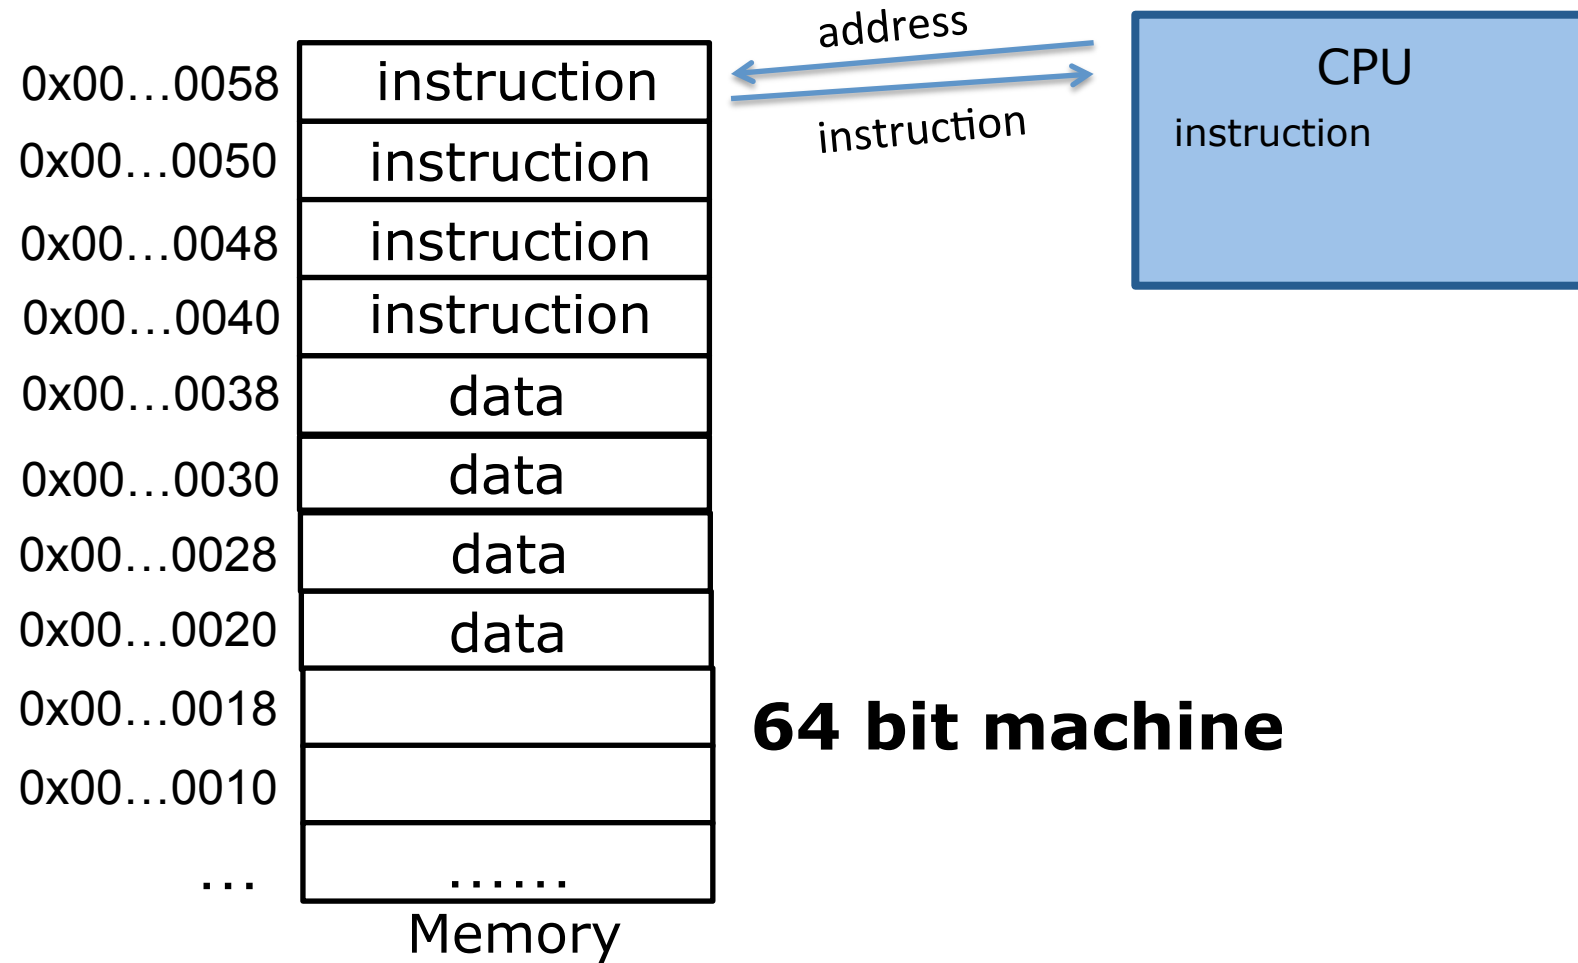 address
0x00...0058 instruction
CPU
instruction
instruction
0x00...0050 instruction
0x00...0048 instruction
0x00...0040 instruction
0x00...0038 data
0x00...0030 data
0x00...0028 data
0x00...0020 data
0x00...0018
64 bit machine
0x00...0010
... ......
Memory